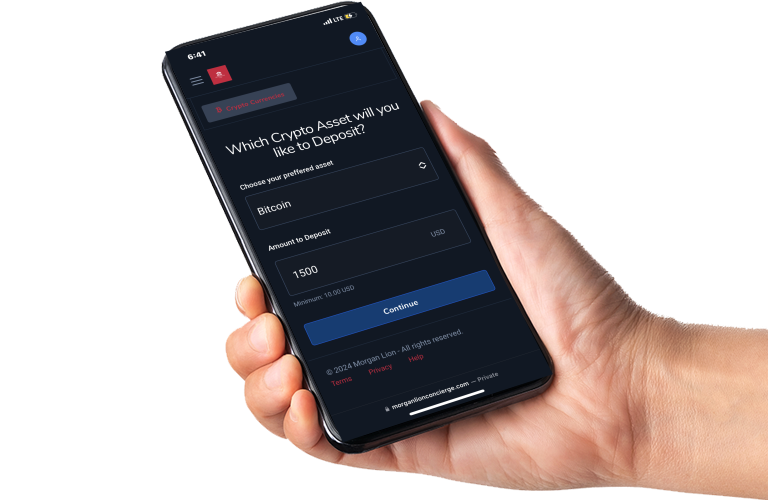 6:41
LTE
Crypto Currencies
Which Crypto Asset will you
like to Deposit?
Choose your preffered asset
Bitcoin
Amount to Deposit
1500 USD
Minimum: 10.00 USD
Continue
© 2024 Morgan Lion - All rights reserved.
Terms Privacy Help
morganlionconcierge.com — Private